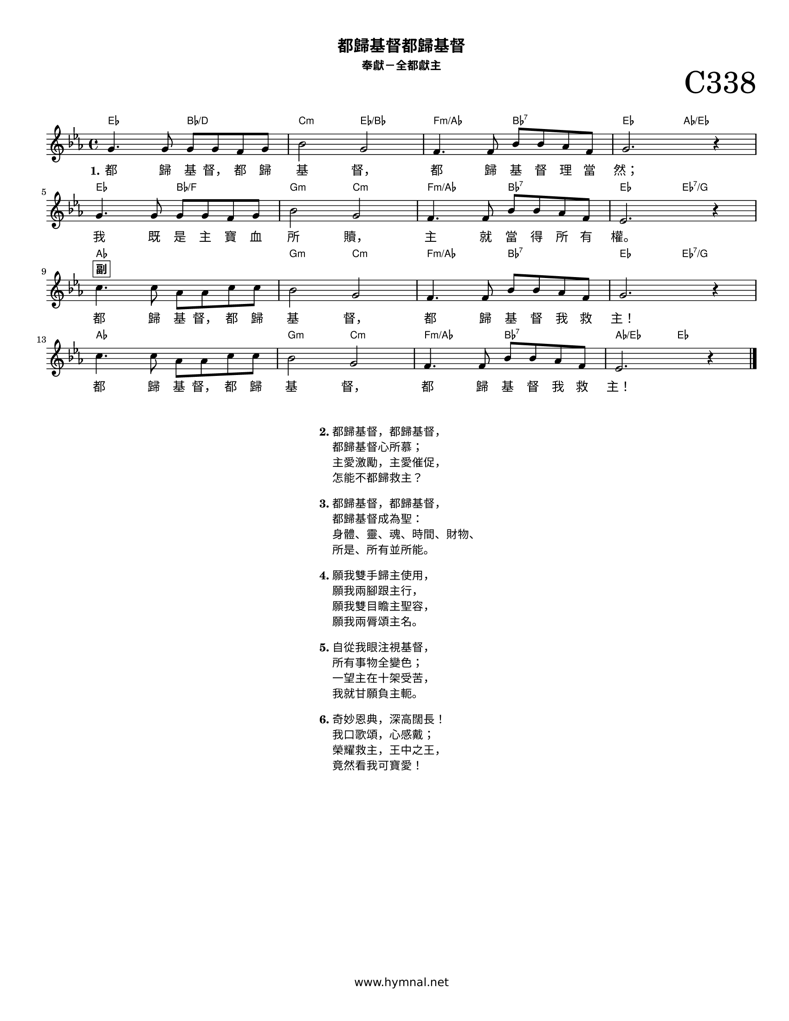 都歸基督都歸基督
奉獻－全都獻主
C338
E♭ B♭/D Cm E♭/B♭ Fm/A♭ B♭7 E♭ A♭/E♭
1. 都 歸 基 督， 都 歸 基 督， 都 歸 基 督 理 當 然；
5 E♭ B♭/F Gm Cm Fm/A♭ B♭7 E♭ E♭7/G
我 既 是 主 寶 血 所 贖， 主 就 當 得 所 有 權。
9 A♭ Gm Cm Fm/A♭ B♭7 E♭ E♭7/G
副
都 歸 基 督， 都 歸 基 督， 都 歸 基 督 我 救 主！
13 A♭ Gm Cm Fm/A♭ B♭7 A♭/E♭ E♭
都 歸 基 督， 都 歸 基 督， 都 歸 基 督 我 救 主！
2. 都歸基督，都歸基督，
都歸基督心所慕；
主愛激勵，主愛催促，
怎能不都歸救主？
3. 都歸基督，都歸基督，
都歸基督成為聖：
身體、靈、魂、時間、財物、
所是、所有並所能。
4. 願我雙手歸主使用，
願我兩腳跟主行，
願我雙目瞻主聖容，
願我兩脣頌主名。
5. 自從我眼注視基督，
所有事物全變色；
一望主在十架受苦，
我就甘願負主軛。
6. 奇妙恩典，深高闊長！
我口歌頌，心感戴；
榮耀救主，王中之王，
竟然看我可寶愛！
www.hymnal.net